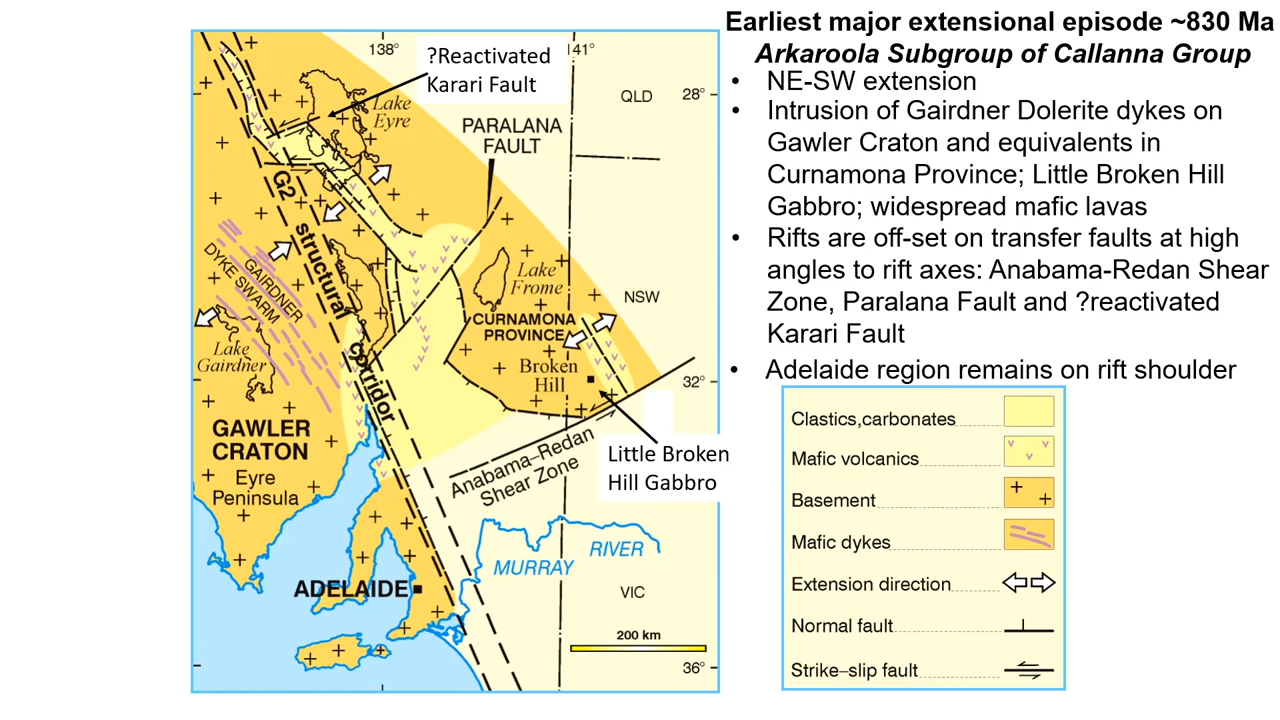 Earliest major extensional episode ~830 Ma
Arkaroola Subgroup of Callanna Group
• NE-SW extension
• Intrusion of Gairdner Dolerite dykes on
Gawler Craton and equivalents in
Curnamona Province; Little Broken Hill
Gabbro; widespread mafic lavas
• Rifts are off-set on transfer faults at high
angles to rift axes: Anabama-Redan Shear
Zone, Paralana Fault and ?reactivated
Karari Fault
• Adelaide region remains on rift shoulder
138°
141°
?Reactivated
Karari Fault
Lake
Eyre
QLD
28°
PARALANA
FAULT
G2
structural
corridor
GAIRDNER
DYKE SWARM
Lake
Frome
NSW
CURNAMONA
PROVINCE
Lake
Gairdner
Broken
Hill
32°
GAWLER
CRATON
Eyre
Peninsula
Anabama–Redan
Shear Zone
Little Broken
Hill Gabbro
MURRAY
RIVER
ADELAIDE
VIC
200 km
36°
Clastics,carbonates
Mafic volcanics
Basement
Mafic dykes
Extension direction
Normal fault
Strike–slip fault